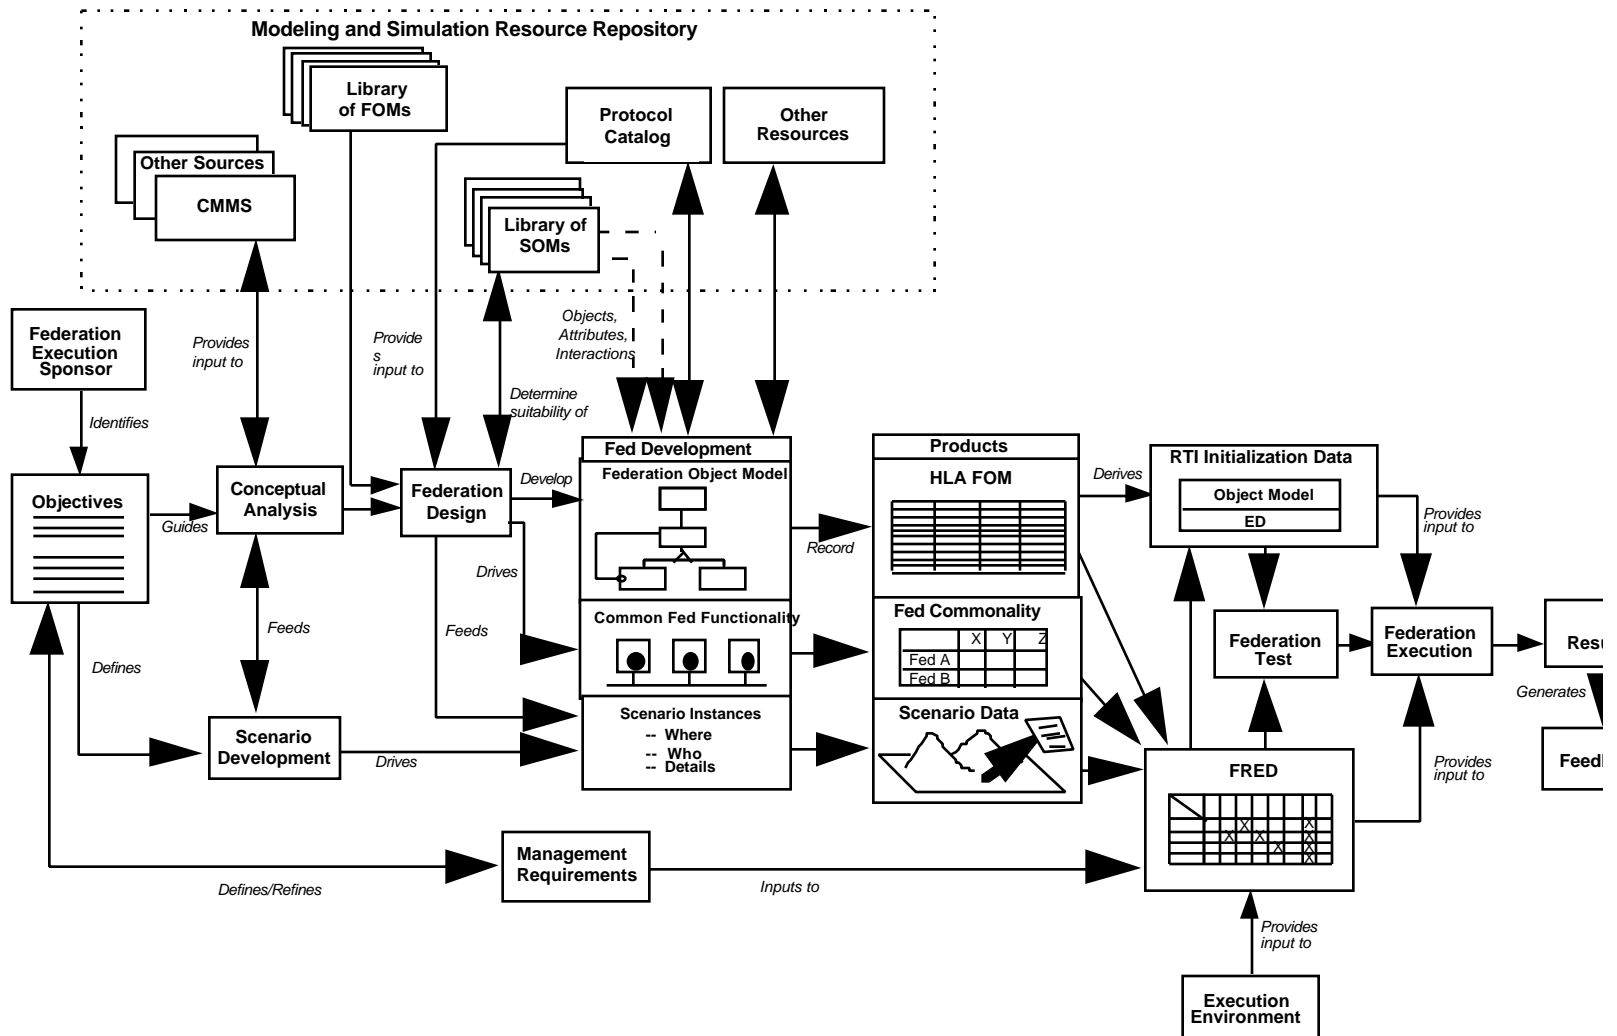 Modeling and Simulation Resource Repository
Library
of FOMs
Protocol
Catalog
Other
Resources
Other Sources
CMMS
Library of
SOMs
Federation
Execution
Sponsor
Provides
input to
Provide
s
input to
Objects,
Attributes,
Interactions
Determine
suitability of
Identifies
Objectives
Guides
Conceptual
Analysis
Federation
Design
Develop
Drives
Feeds
Feeds
Defines
Scenario
Development
Drives
Fed Development
Federation Object Model
Common Fed Functionality
Scenario Instances
-- Where
-- Who
-- Details
Record
Products
HLA FOM
Fed Commonality
X Y Z
Fed A
Fed B
Scenario Data
Derives
RTI Initialization Data
Object Model
ED
Provides
input to
Federation
Test
Federation
Execution
Resu
Generates
Feed
FRED
X X
X X X
X X
X
Provides
input to
Management
Requirements
Defines/Refines
Inputs to
Provides
input to
Execution
Environment